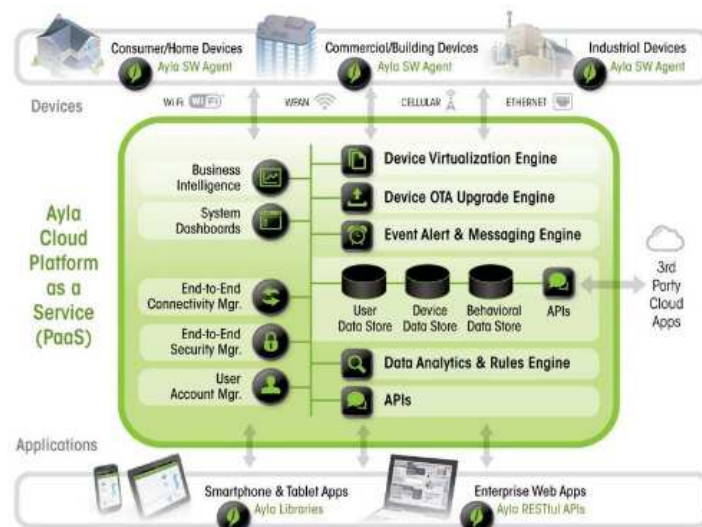 Consumer/Home Devices
Ayla SW Agent
Commercial/Building Devices
Ayla SW Agent
Industrial Devices
Ayla SW Agent
Devices
Wi Fi Wi Fi
WPAN
CELLULAR
ETHERNET
Ayla
Cloud
Platform
as a
Service
(PaaS)
Business
Intelligence
System
Dashboards
End-to-End
Connectivity Mgr.
End-to-End
Security Mgr.
User
Account Mgr.
Device Virtualization Engine
Device OTA Upgrade Engine
Event Alert & Messaging Engine
User
Data Store
Device
Data Store
Behavioral
Data Store
APIs
Data Analytics & Rules Engine
APIs
3rd
Party
Cloud
Apps
Applications
Smartphone & Tablet Apps
Ayla Libraries
Enterprise Web Apps
Ayla RESTful APIs